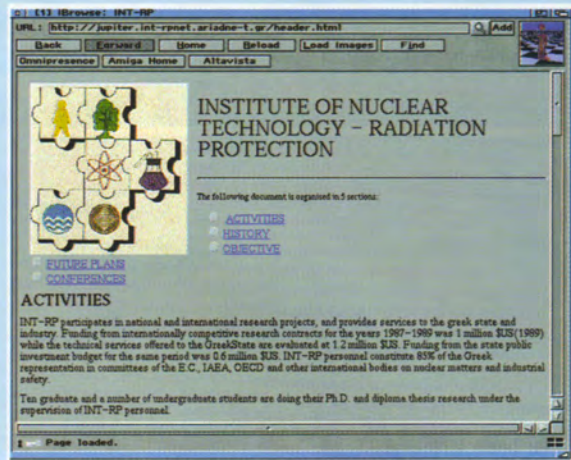 (1) IBrowse: INT-RP
URL: http://jupiter.int-rpnet.ariadne-t.gr/header.html Add
Back Forward Home Reload Load Images Find
Omnipresence Amiga Home Altavista
INSTITUTE OF NUCLEAR
TECHNOLOGY - RADIATION
PROTECTION
The following document is organised in 5 sections:
ACTIVITIES
HISTORY
OBJECTIVE
FUTURE PLANS
CONFERENCES
ACTIVITIES
INT-RP participates in national and international research projects, and provides services to the greek state and
industry. Funding from internationally competitive research contracts for the years 1987-1989 was 1 million $US(1989)
while the technical services offered to the GreekState are evaluated at 1.2 million $US. Funding from the state public
investment budget for the same period was 0.6 million $US. INT-RP personnel constitute 85% of the Greek
representation in committees of the E.C., IAEA, OECD and other international bodies on nuclear matters and industrial
safety.
Ten graduate and a number of undergraduate students are doing their Ph.D. and diploma thesis research under the
supervision of INT-RP personnel.
Page loaded.